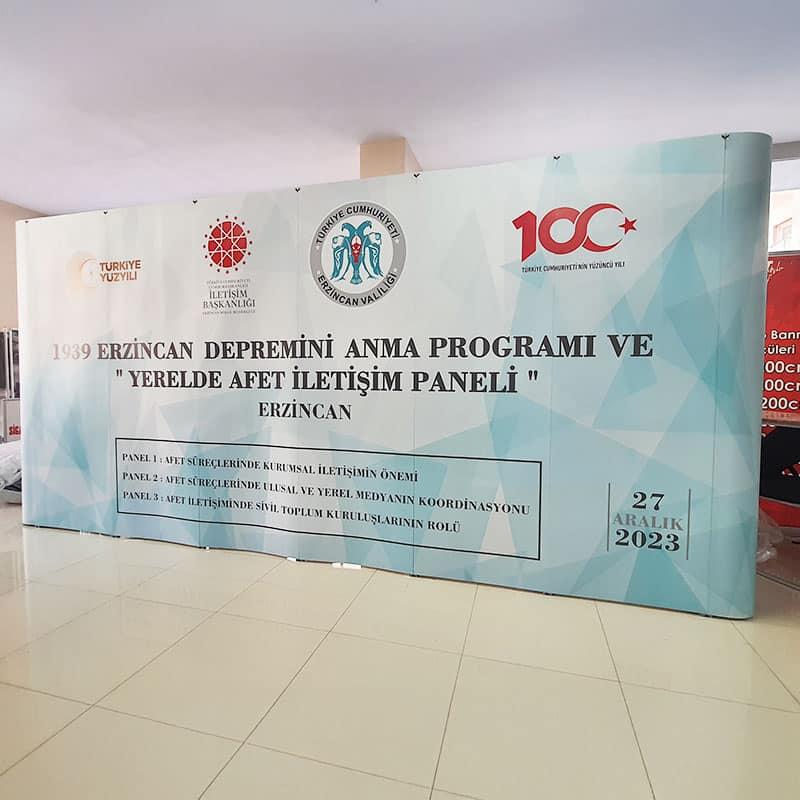 TÜRKİYE
YÜZYILI
İLETİŞİM
BAŞKANLIĞI
TÜRKİYE CUMHURİYETİ
ERZİNCAN VALİLİĞİ
100
TÜRKİYE CUMHURİYETİ'NİN YÜZÜNCÜ YILI
1939 ERZİNCAN DEPREMİNİ ANMA PROGRAMI VE
" YERELDE AFET İLETİŞİM PANELİ "
ERZİNCAN
PANEL 1 : AFET SÜREÇLERİNDE KURUMSAL İLETİŞİMİN ÖNEMİ
PANEL 2 : AFET SÜREÇLERİNDE ULUSAL VE YEREL MEDYANIN KOORDİNASYONU
PANEL 3 : AFET İLETİŞİMİNDE SİVİL TOPLUM KURULUŞLARININ ROLÜ
27
ARALIK
2023